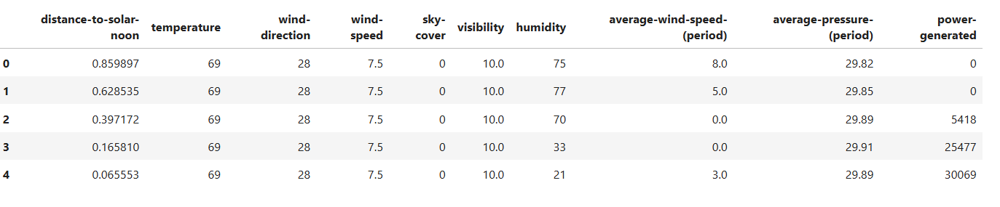 distance-to-solar-noon temperature wind-direction wind-speed sky-cover visibility humidity average-wind-speed-(period) average-pressure-(period) power-generated
0 0.859897 69 28 7.5 0 10.0 75 8.0 29.82 0
1 0.628535 69 28 7.5 0 10.0 77 5.0 29.85 0
2 0.397172 69 28 7.5 0 10.0 70 0.0 29.89 5418
3 0.165810 69 28 7.5 0 10.0 33 0.0 29.91 25477
4 0.065553 69 28 7.5 0 10.0 21 3.0 29.89 30069